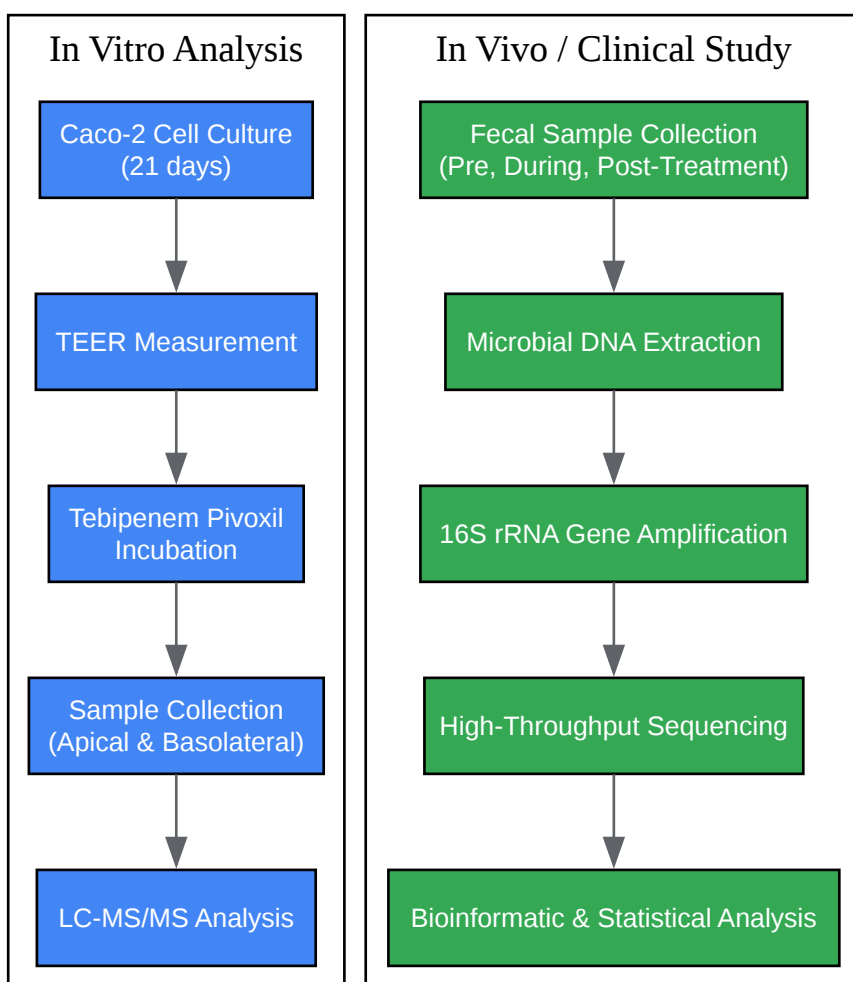 In Vitro Analysis
Caco-2 Cell Culture
(21 days)
TEER Measurement
Tebipenem Pivoxil
Incubation
Sample Collection
(Apical & Basolateral)
LC-MS/MS Analysis
In Vivo / Clinical Study
Fecal Sample Collection
(Pre, During, Post-Treatment)
Microbial DNA Extraction
16S rRNA Gene Amplification
High-Throughput Sequencing
Bioinformatic & Statistical Analysis